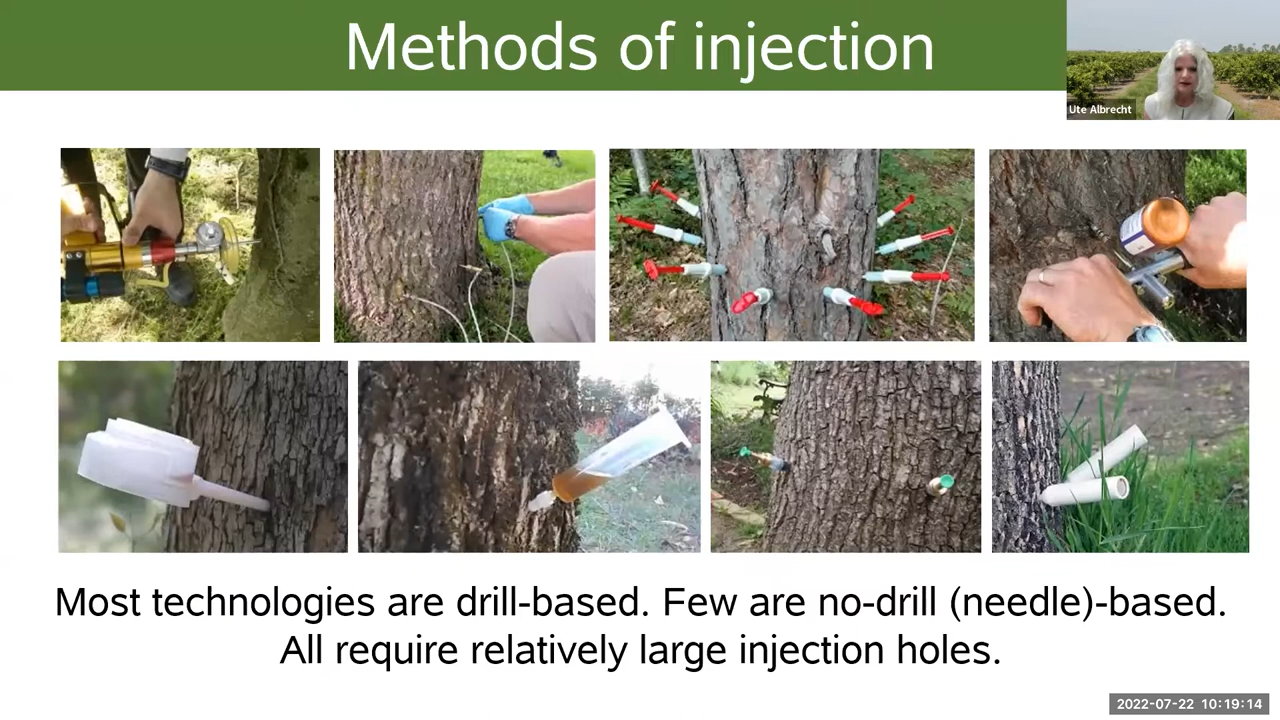 Methods of injection
Ute Albrecht
Most technologies are drill-based. Few are no-drill (needle)-based.
All require relatively large injection holes.
2022-07-22 10:19:14